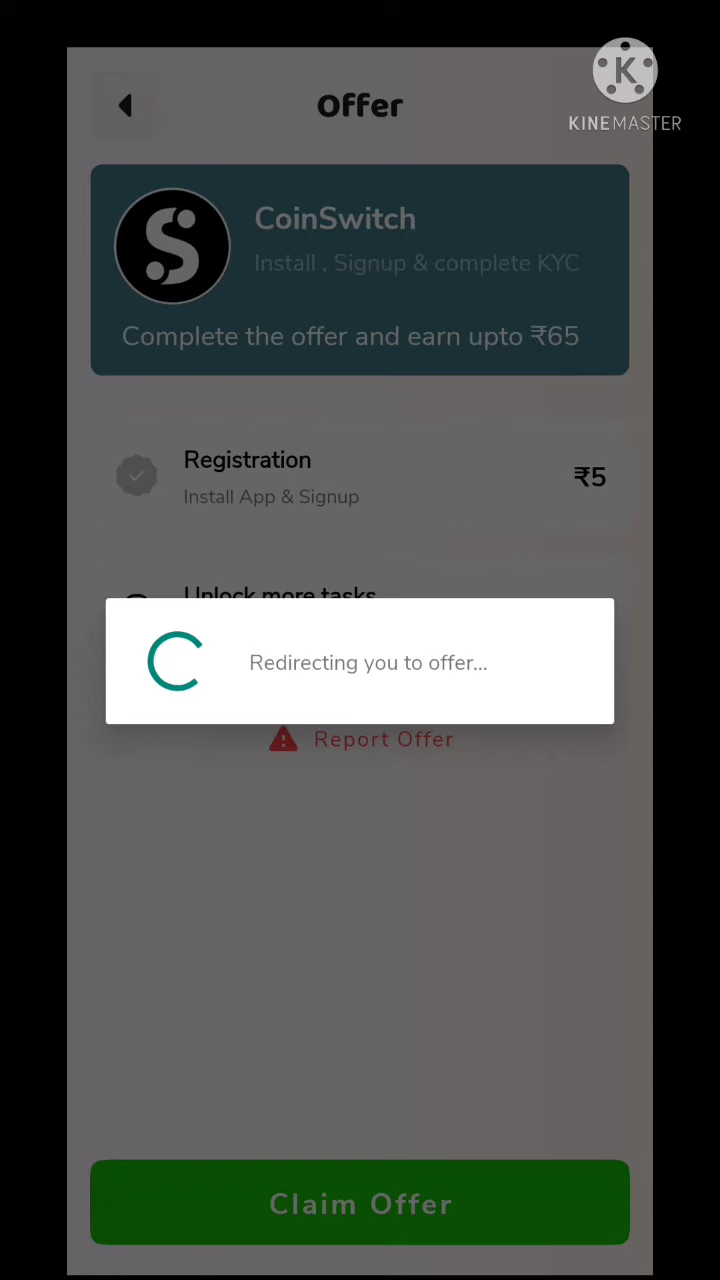 Offer
K
KINEMASTER
CoinSwitch
Install , Signup & complete KYC
Complete the offer and earn upto ₹65
Registration
₹5
Install App & Signup
Unlock more tasks
Redirecting you to offer...
Report Offer
Claim Offer